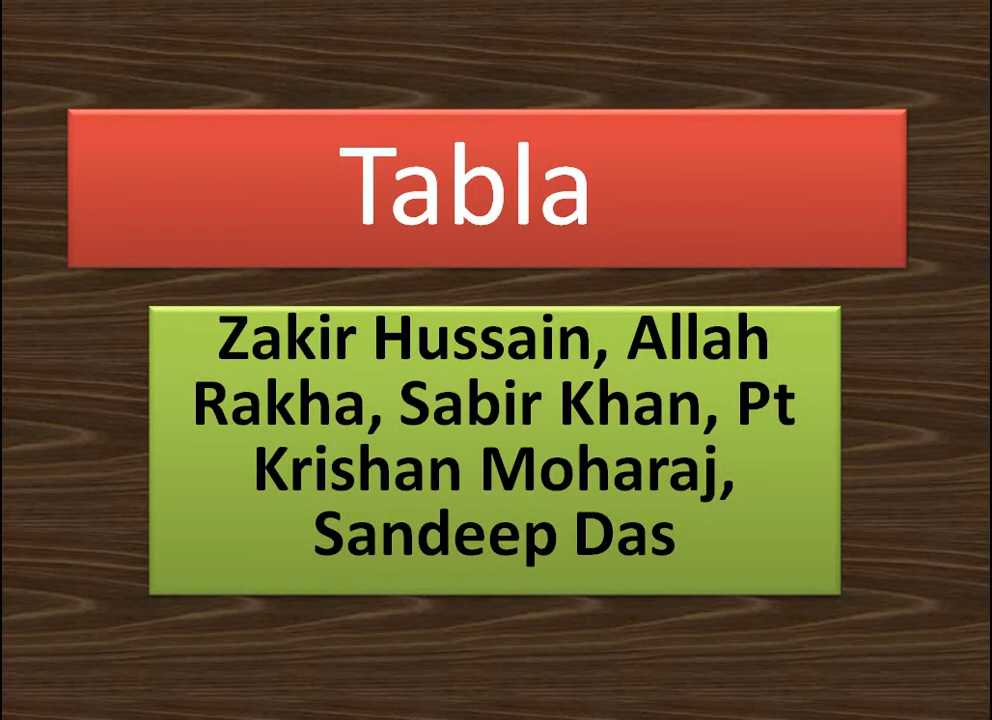 Tabla
Zakir Hussain, Allah
Rakha, Sabir Khan, Pt
Krishan Moharaj,
Sandeep Das